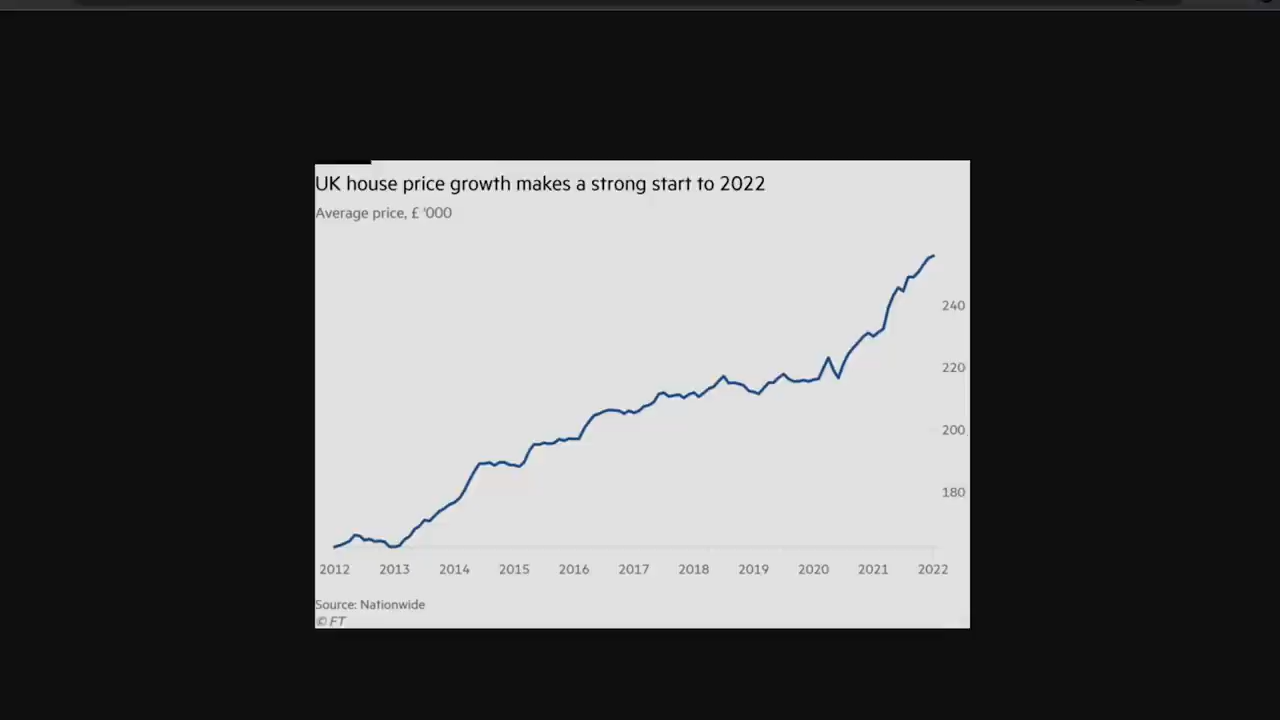 UK house price growth makes a strong start to 2022
Average price, £ '000
240
220
200
180
2012 2013 2014 2015 2016 2017 2018 2019 2020 2021 2022
Source: Nationwide
© FT